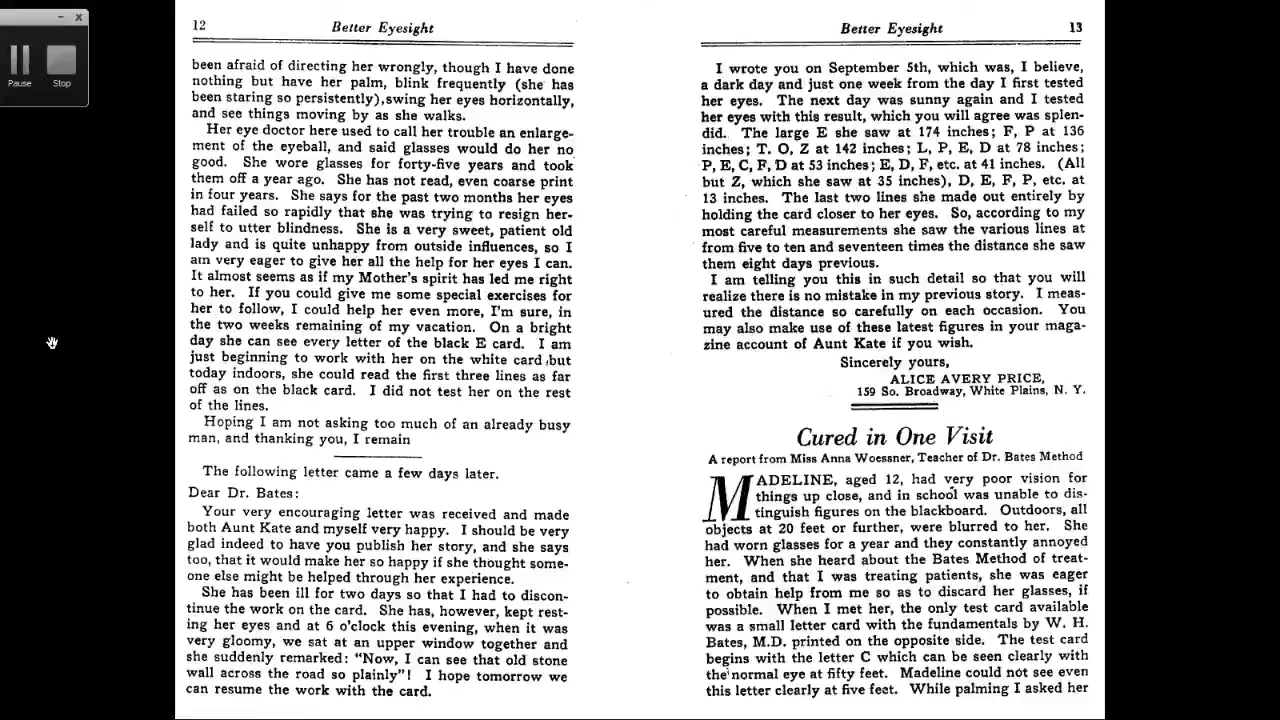 Pause
Stop
12
Better Eyesight
been afraid of directing her wrongly, though I have done
nothing but have her palm, blink frequently (she has
been staring so persistently),swing her eyes horizontally,
and see things moving by as she walks.
Her eye doctor here used to call her trouble an enlarge-
ment of the eyeball, and said glasses would do her no
good. She wore glasses for forty-five years and took
them off a year ago. She has not read, even coarse print
in four years. She says for the past two months her eyes
had failed so rapidly that she was trying to resign her-
self to utter blindness. She is a very sweet, patient old
lady and is quite unhappy from outside influences, so I
am very eager to give her all the help for her eyes I can.
It almost seems as if my Mother's spirit has led me right
to her. If you could give me some special exercises for
her to follow, I could help her even more, I'm sure, in
the two weeks remaining of my vacation. On a bright
day she can see every letter of the black E card. I am
just beginning to work with her on the white card, but
today indoors, she could read the first three lines as far
off as on the black card. I did not test her on the rest
of the lines.
Hoping I am not asking too much of an already busy
man, and thanking you, I remain
The following letter came a few days later.
Dear Dr. Bates:
Your very encouraging letter was received and made
both Aunt Kate and myself very happy. I should be very
glad indeed to have you publish her story, and she says
too, that it would make her so happy if she thought some-
one else might be helped through her experience.
She has been ill for two days so that I had to discon-
tinue the work on the card. She has, however, kept rest-
ing her eyes and at 6 o'clock this evening, when it was
very gloomy, we sat at an upper window together and
she suddenly remarked: "Now, I can see that old stone
wall across the road so plainly"! I hope tomorrow we
can resume the work with the card.
Better Eyesight
13
I wrote you on September 5th, which was, I believe,
a dark day and just one week from the day I first tested
her eyes. The next day was sunny again and I tested
her eyes with this result, which you will agree was splen-
did. The large E she saw at 174 inches; F, P at 136
inches; T. O, Z at 142 inches; L, P, E, D at 78 inches;
P, E, C, F, D at 53 inches; E, D, F, etc. at 41 inches. (All
but Z, which she saw at 35 inches), D, E, F, P, etc. at
13 inches. The last two lines she made out entirely by
holding the card closer to her eyes. So, according to my
most careful measurements she saw the various lines at
from five to ten and seventeen times the distance she saw
them eight days previous.
I am telling you this in such detail so that you will
realize there is no mistake in my previous story. I meas-
ured the distance so carefully on each occasion. You
may also make use of these latest figures in your maga-
zine account of Aunt Kate if you wish.
Sincerely yours,
ALICE AVERY PRICE,
159 So. Broadway, White Plains, N. Y.
Cured in One Visit
A report from Miss Anna Woessner, Teacher of Dr. Bates Method
MADELINE, aged 12, had very poor vision for
things up close, and in school was unable to dis-
tinguish figures on the blackboard. Outdoors, all
objects at 20 feet or further, were blurred to her. She
had worn glasses for a year and they constantly annoyed
her. When she heard about the Bates Method of treat-
ment, and that I was treating patients, she was eager
to obtain help from me so as to discard her glasses, if
possible. When I met her, the only test card available
was a small letter card with the fundamentals by W. H.
Bates, M.D. printed on the opposite side. The test card
begins with the letter C which can be seen clearly with
the normal eye at fifty feet. Madeline could not see even
this letter clearly at five feet. While palming I asked her